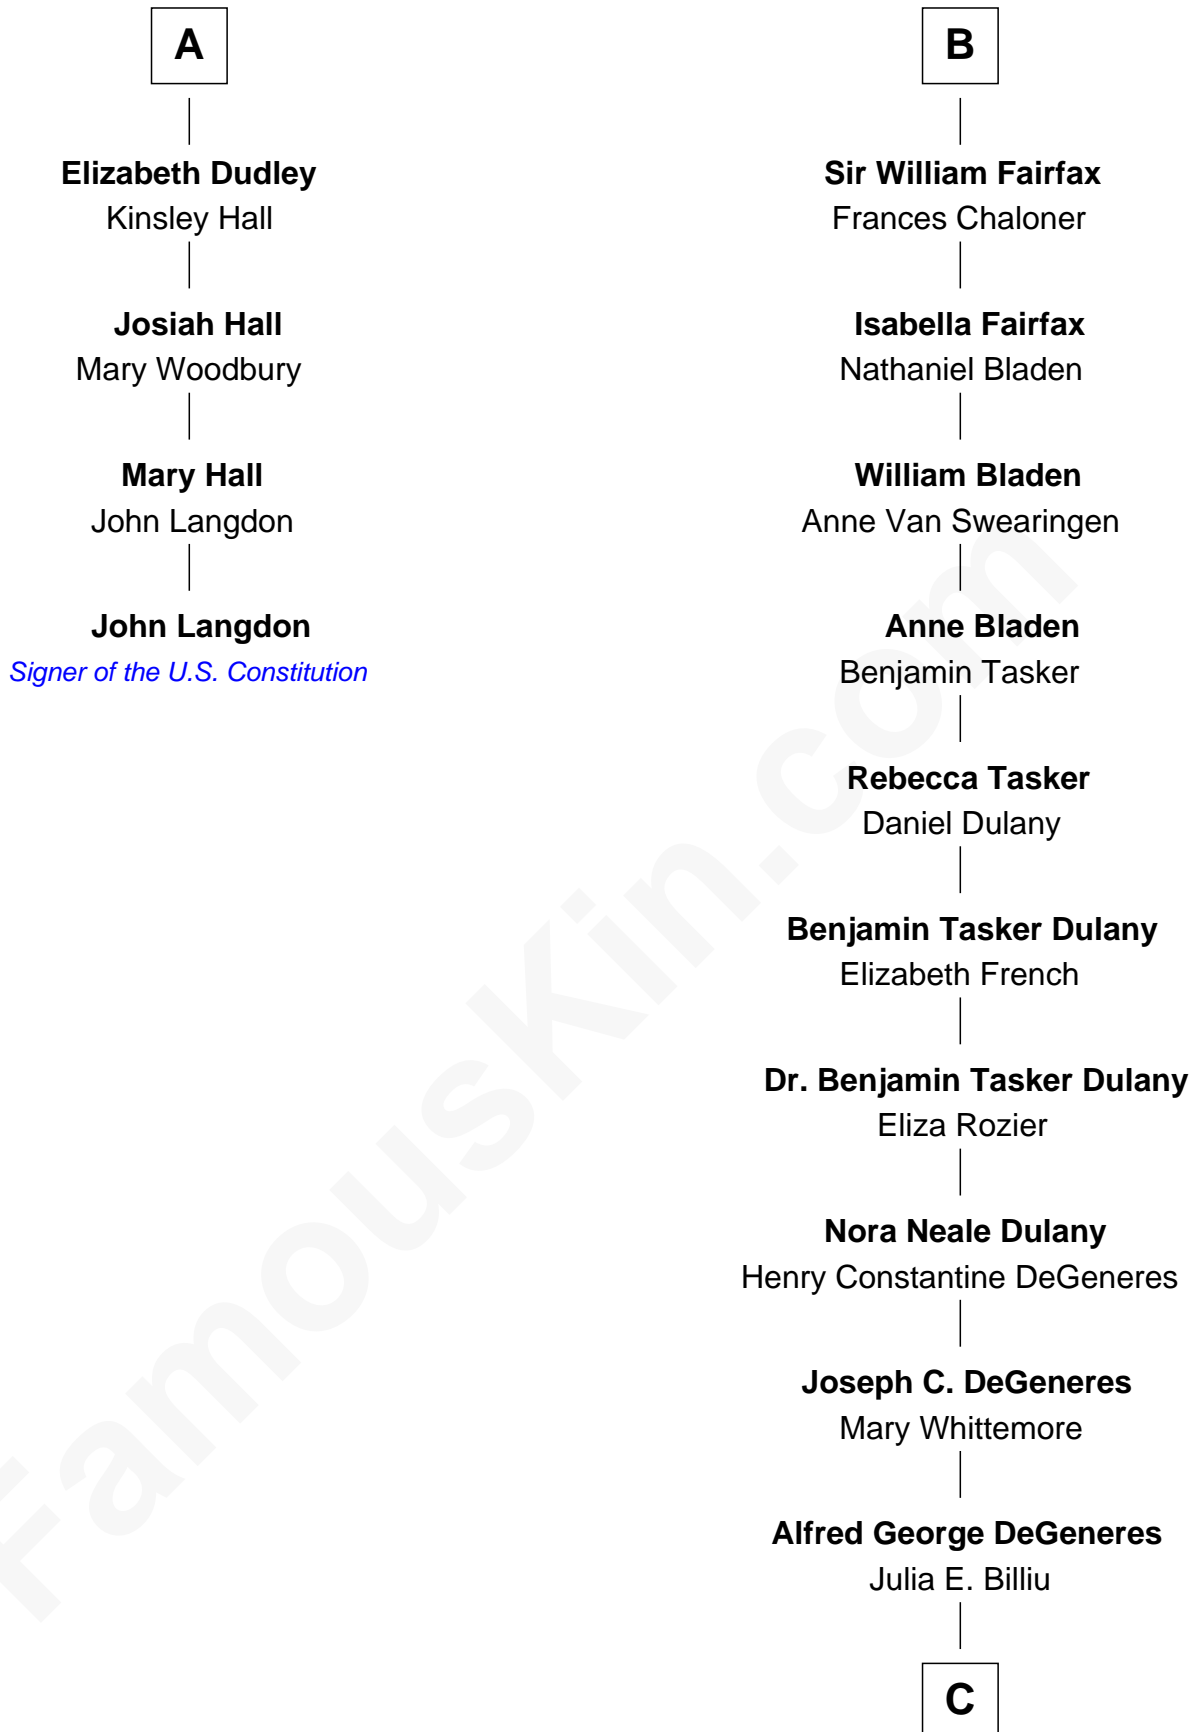 A
Elizabeth Dudley
Kinsley Hall
Josiah Hall
Mary Woodbury
Mary Hall
John Langdon
John Langdon
Signer of the U.S. Constitution
B
Sir William Fairfax
Frances Chaloner
Isabella Fairfax
Nathaniel Bladen
William Bladen
Anne Van Swearingen
Anne Bladen
Benjamin Tasker
Rebecca Tasker
Daniel Dulany
Benjamin Tasker Dulany
Elizabeth French
Dr. Benjamin Tasker Dulany
Eliza Rozier
Nora Neale Dulany
Henry Constantine DeGeneres
Joseph C. DeGeneres
Mary Whittemore
Alfred George DeGeneres
Julia E. Billiu
C
FamousKin.com